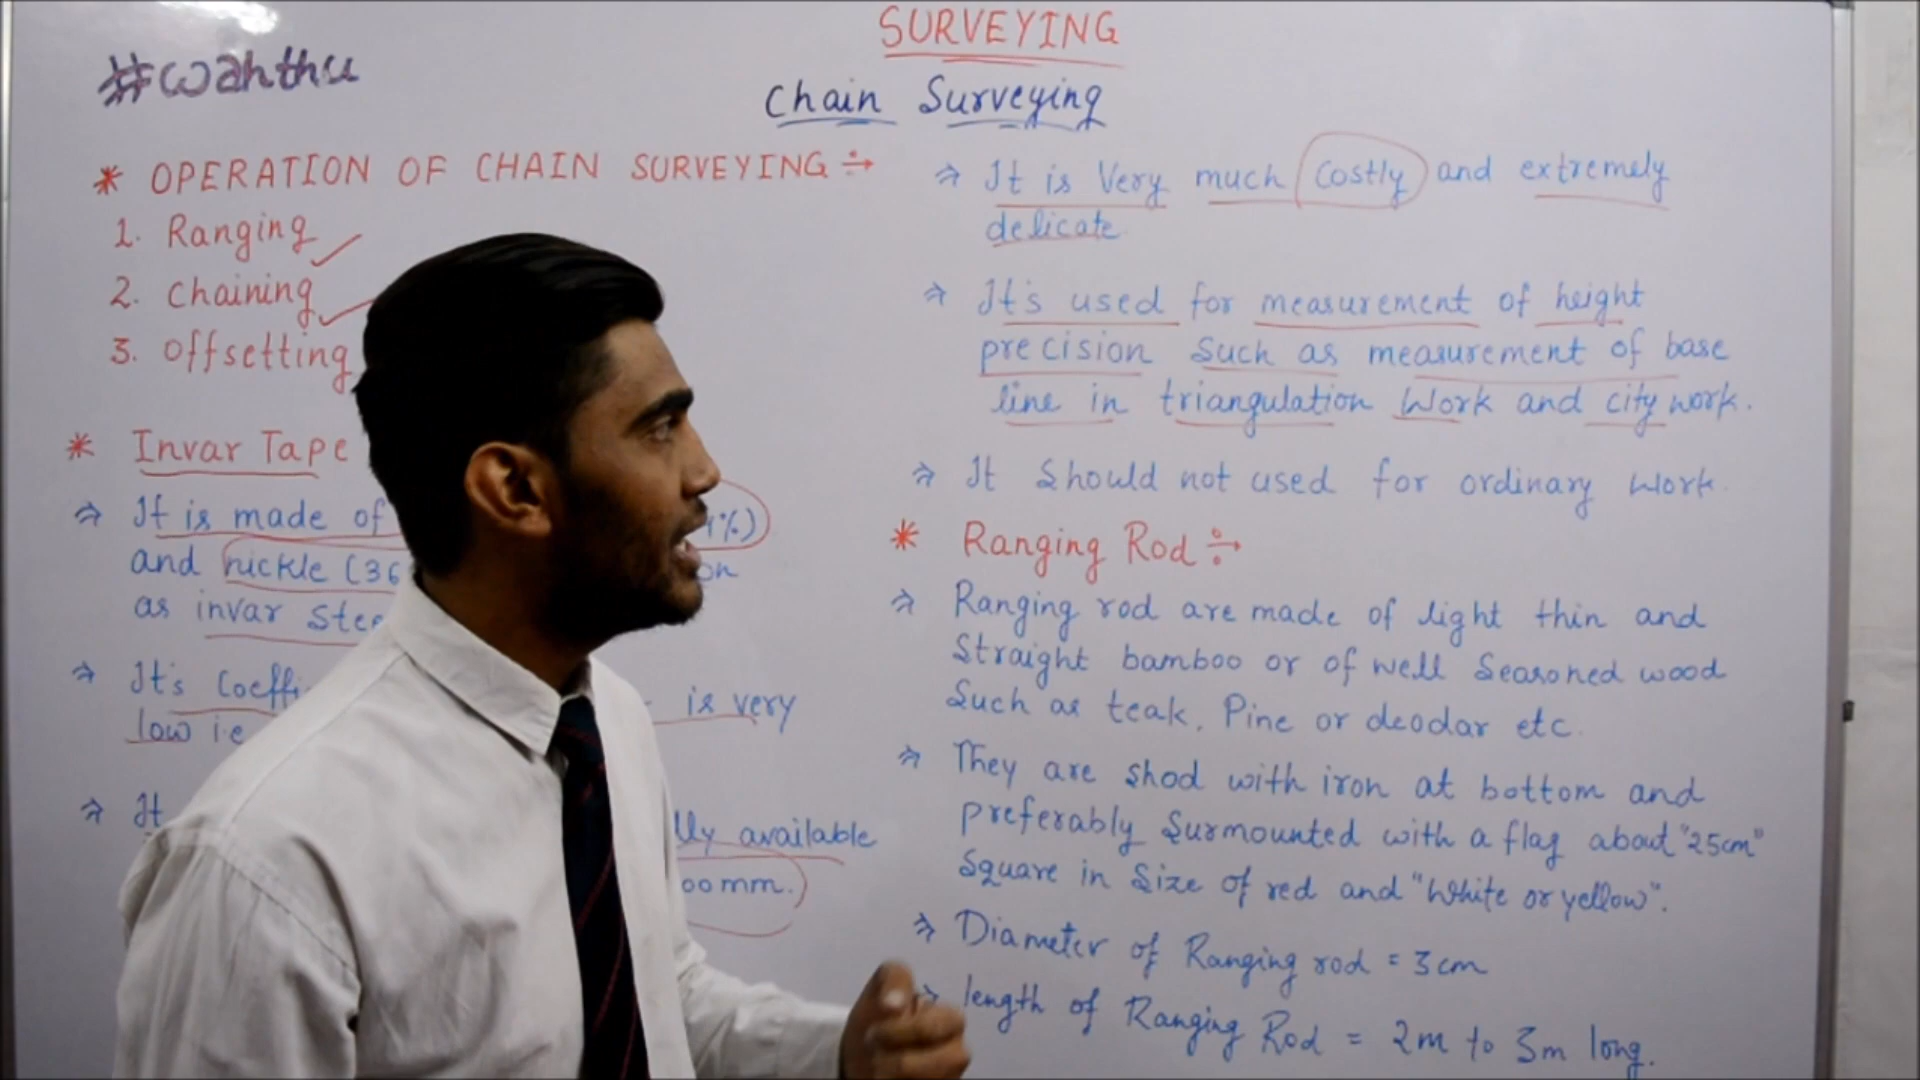 SURVEYING
#wahthu
Chain Surveying
* OPERATION OF CHAIN SURVEYING ÷→
1. Ranging
2. Chaining
3. Offsetting
* Invar Tape
⇒ It is made of %)
and nickle (36 on
as invar Stee
⇒ It's Coeffi is very
low i.e
⇒ It lly available
00mm.)
⇒ It is Very much Costly and extremely
delicate.
⇒ It's used for measurement of height
precision Such as measurement of base
line in triangulation Work and city work.
⇒ It Should not used for ordinary work.
* Ranging Rod ÷→
⇒ Ranging rod are made of light thin and
Straight bamboo or of well Seasoned wood
Such as teak, Pine or deodar etc.
⇒ They are shod with iron at bottom and
preferably Surmounted with a flag about "25cm"
Square in Size of red and "White or yellow".
⇒ Diameter of Ranging rod = 3cm
⇒ length of Ranging Rod = 2m to 3m long.